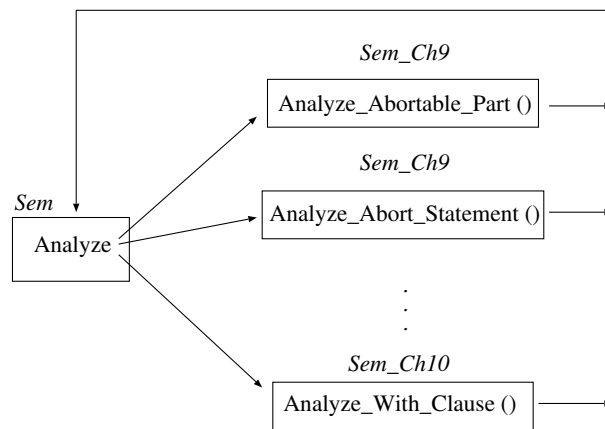 Sem_Ch9
Analyze_Abortable_Part ()
Sem_Ch9
Analyze_Abort_Statement ()
Sem
Analyze
.
.
.
Sem_Ch10
Analyze_With_Clause ()